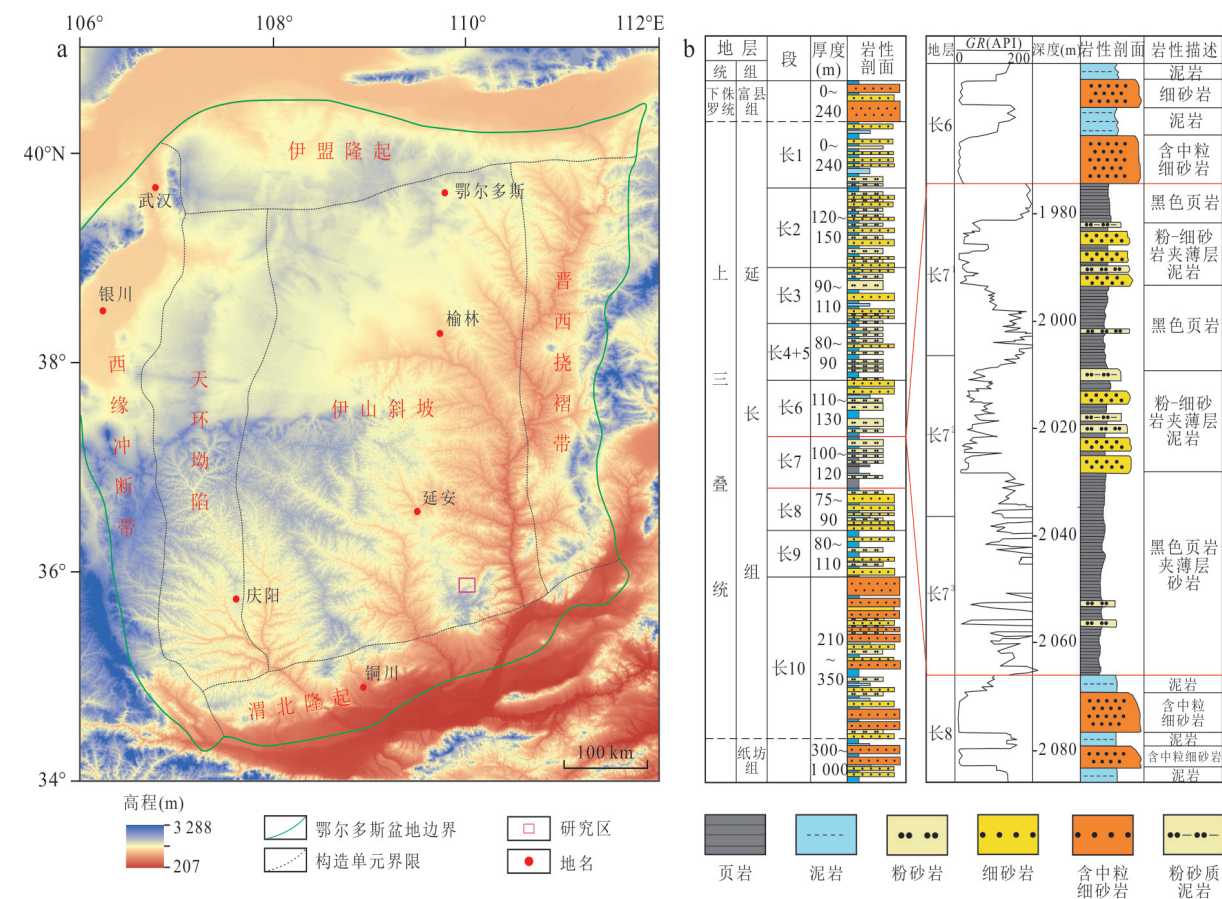 106°
108°
110°
112°E
a
40°N
38°
36°
34°
伊盟隆起
鄂尔多斯
武汉
银川
榆林
晋西挠褶带
西缘冲断带
天环坳陷
伊山斜坡
延安
庆阳
铜川
渭北隆起
100 km
高程(m)
3 288
207
鄂尔多斯盆地边界
构造单元界限
研究区
地名
b
地层
段
厚度(m)
岩性剖面
统
组
下侏罗统
富县组
0~240
上三叠统
延长组
长1
0~240
长2
120~150
长3
90~110
长4+5
80~90
长6
110~130
长7
100~120
长8
75~90
长9
80~110
长10
210~350
纸坊组
300~1 000
地层
GR(API)
0 200
深度(m)
岩性剖面
岩性描述
长6
长7¹
长7²
长7³
长8
1980
2 000
2 020
2 040
2 060
2 080
泥岩
细砂岩
泥岩
含中粒细砂岩
黑色页岩
粉-细砂岩夹薄层泥岩
黑色页岩
粉-细砂岩夹薄层泥岩
黑色页岩夹薄层砂岩
泥岩
含中粒细砂岩
泥岩
含中粒细砂岩
泥岩
页岩
泥岩
粉砂岩
细砂岩
含中粒细砂岩
粉砂质泥岩